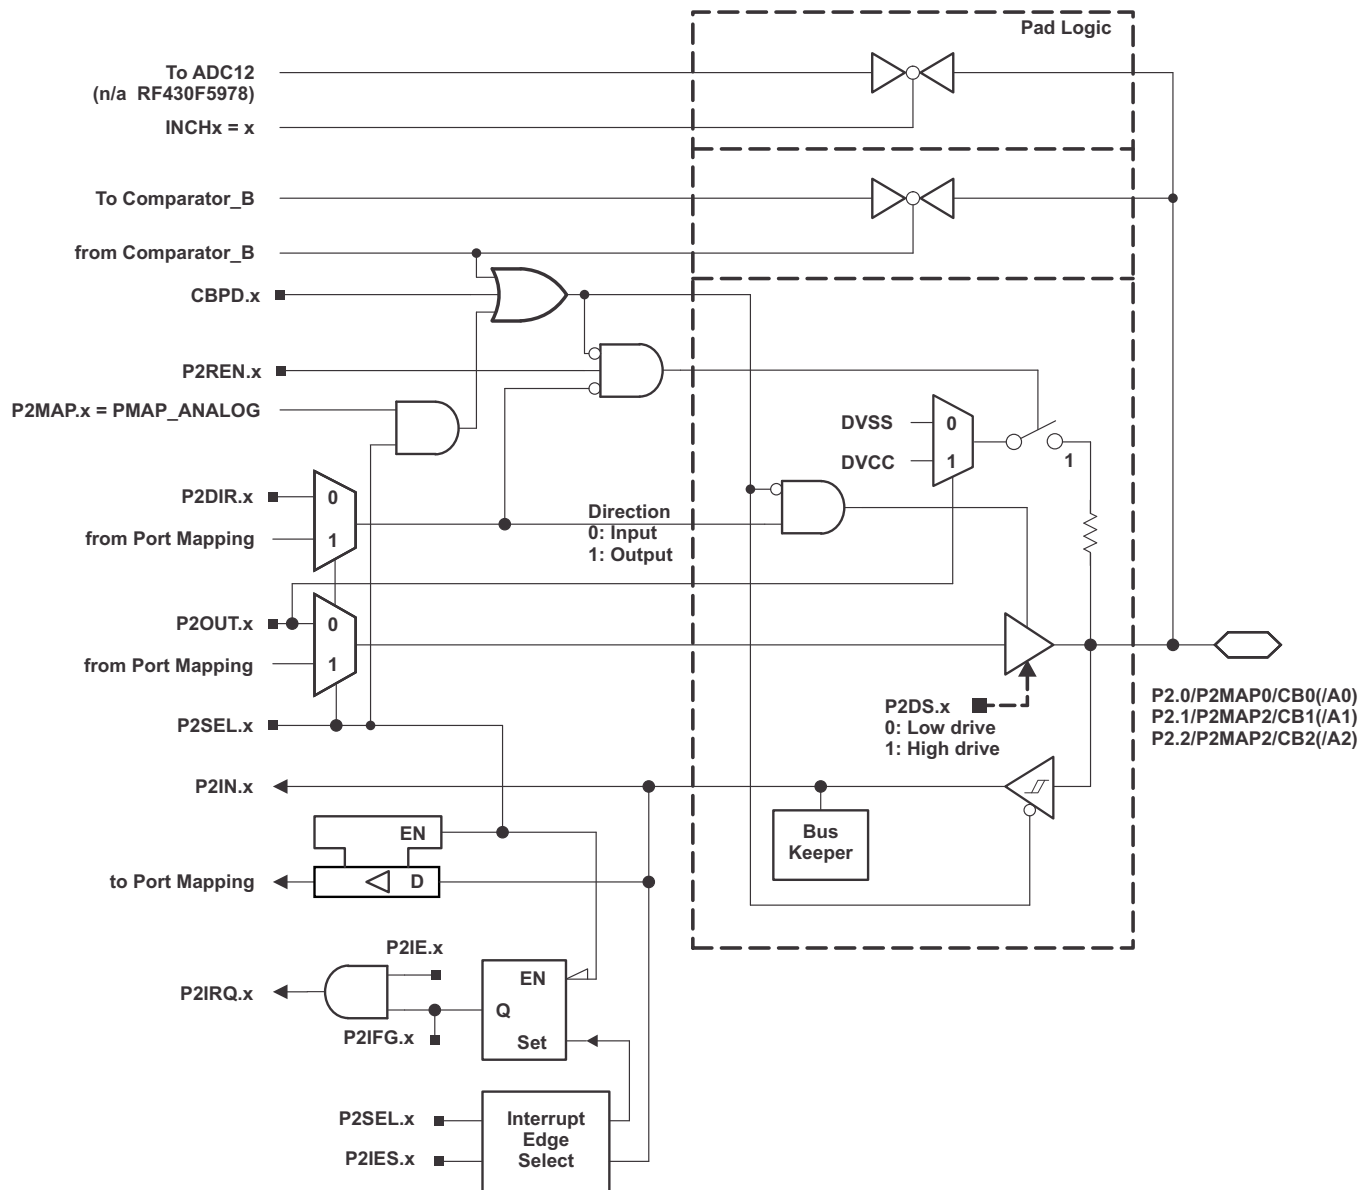 Pad Logic
To ADC12
(n/a RF430F5978)
INCHx = x
To Comparator_B
from Comparator_B
CBPD.x
P2REN.x
P2MAP.x = PMAP_ANALOG
DVSS
0
DVCC
1
1
P2DIR.x
0
from Port Mapping
1
Direction
0: Input
1: Output
P2OUT.x
0
from Port Mapping
1
P2SEL.x
P2DS.x
0: Low drive
1: High drive
P2.0/P2MAP0/CB0(/A0)
P2.1/P2MAP2/CB1(/A1)
P2.2/P2MAP2/CB2(/A2)
P2IN.x
Bus
Keeper
EN
to Port Mapping
D
P2IE.x
P2IRQ.x
EN
Q
P2IFG.x
Set
P2SEL.x
P2IES.x
Interrupt
Edge
Select